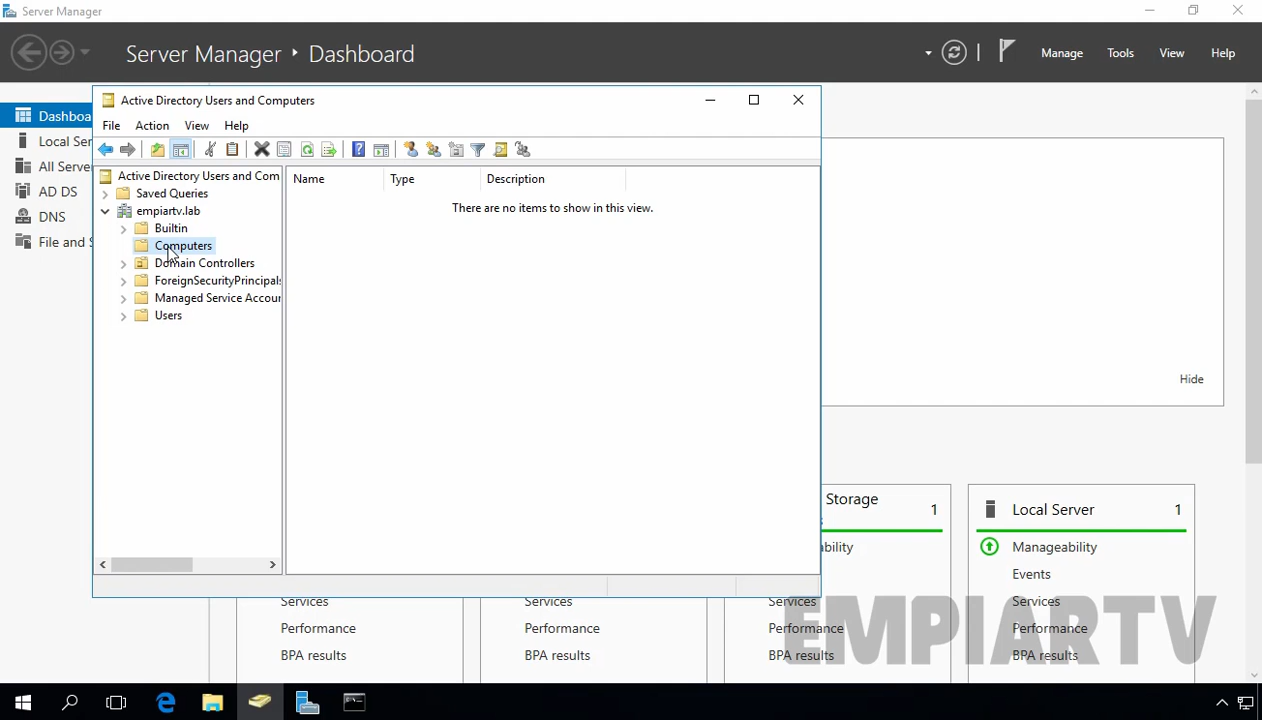 Server Manager
Server Manager ‣ Dashboard
Manage Tools View Help
Dashboa
Local Ser
All Serve
AD DS
DNS
File and S
Active Directory Users and Computers
File Action View Help
Active Directory Users and Com
Saved Queries
empiartv.lab
Builtin
Computers
Domain Controllers
ForeignSecurityPrincipals
Managed Service Accour
Users
Name Type Description
There are no items to show in this view.
Hide
Storage 1
s
bility
Services
Performance
BPA results
Services
Performance
BPA results
Services
Performance
BPA results
Local Server 1
Manageability
Events
Services
Performance
BPA results
EMPIARTV